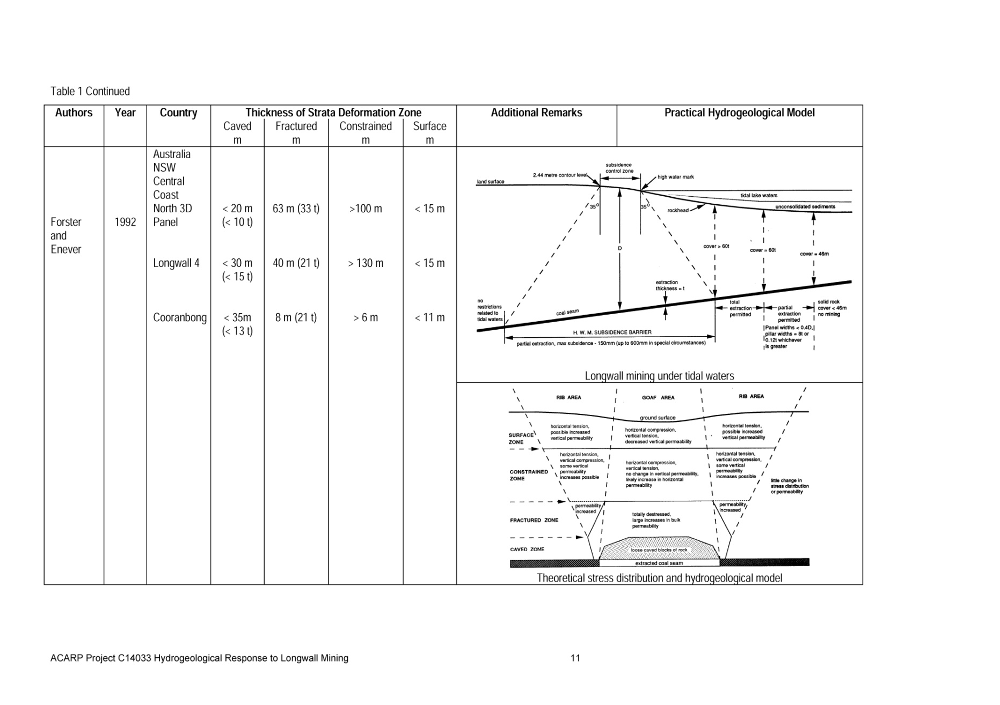 Table 1 Continued
Authors Year Country Thickness of Strata Deformation Zone Additional Remarks Practical Hydrogeological Model
Caved Fractured Constrained Surface
m m m m
Australia
NSW
Central
Coast
North 3D < 20 m 63 m (33 t) >100 m < 15 m
Forster 1992 Panel (< 10 t)
and
Enever
Longwall 4 < 30 m 40 m (21 t) > 130 m < 15 m
(< 15 t)
Cooranbong < 35m 8 m (21 t) > 6 m < 11 m
(< 13 t)
subsidence
control zone
2.44 metre contour level
high water mark
land surface
tidal lake waters
35°
35°
rockhead
unconsolidated sediments
D
cover > 60t
cover = 60t
cover = 46m
extraction
thickness = t
no
restrictions
related to
tidal waters
coal seam
total
extraction
permitted
partial
extraction
permitted
solid rock
cover < 46m
no mining
Panel widths < 0.4D,
pillar widths = 8t or
0.12t whichever
is greater
H. W. M. SUBSIDENCE BARRIER
partial extraction, max subsidence - 150mm (up to 600mm in special circumstances)
Longwall mining under tidal waters
RIB AREA GOAF AREA RIB AREA
ground surface
SURFACE
ZONE
horizontal tension,
possible increased
vertical permeability
horizontal compression,
vertical tension,
decreased vertical permeability
horizontal tension,
possible increased
vertical permeability
CONSTRAINED
ZONE
horizontal tension,
vertical compression,
some vertical
permeability
increases possible
horizontal compression,
vertical tension,
no change in vertical permeability,
likely increase in horizontal
permeability
horizontal tension,
vertical compression,
some vertical
permeability
increases possible
little change in
stress distribution
or permeability
FRACTURED ZONE
permeability
increased
totally destressed,
large increases in bulk
permeability
permeability
increased
CAVED ZONE
loose caved blocks of rock
extracted coal seam
Theoretical stress distribution and hydrogeological model
ACARP Project C14033 Hydrogeological Response to Longwall Mining 11